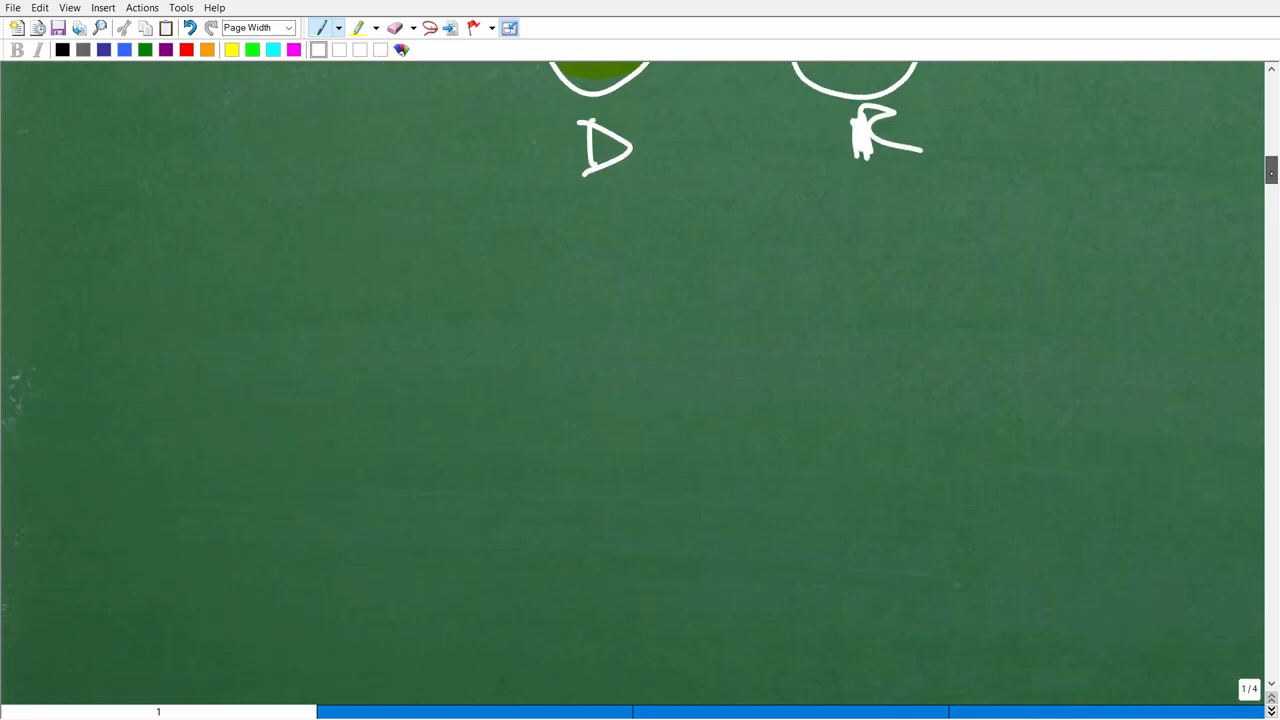 File Edit View Insert Actions Tools Help
Page Width
B I
D R
1 / 4
1